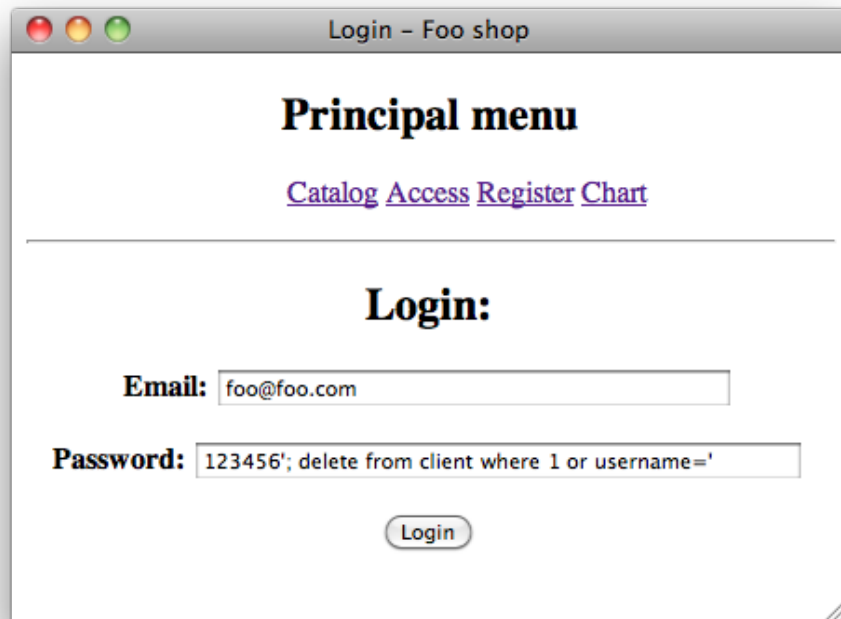 Login – Foo shop
Principal menu
Catalog Access Register Chart
Login:
Email: foo@foo.com
Password: 123456'; delete from client where 1 or username='
Login